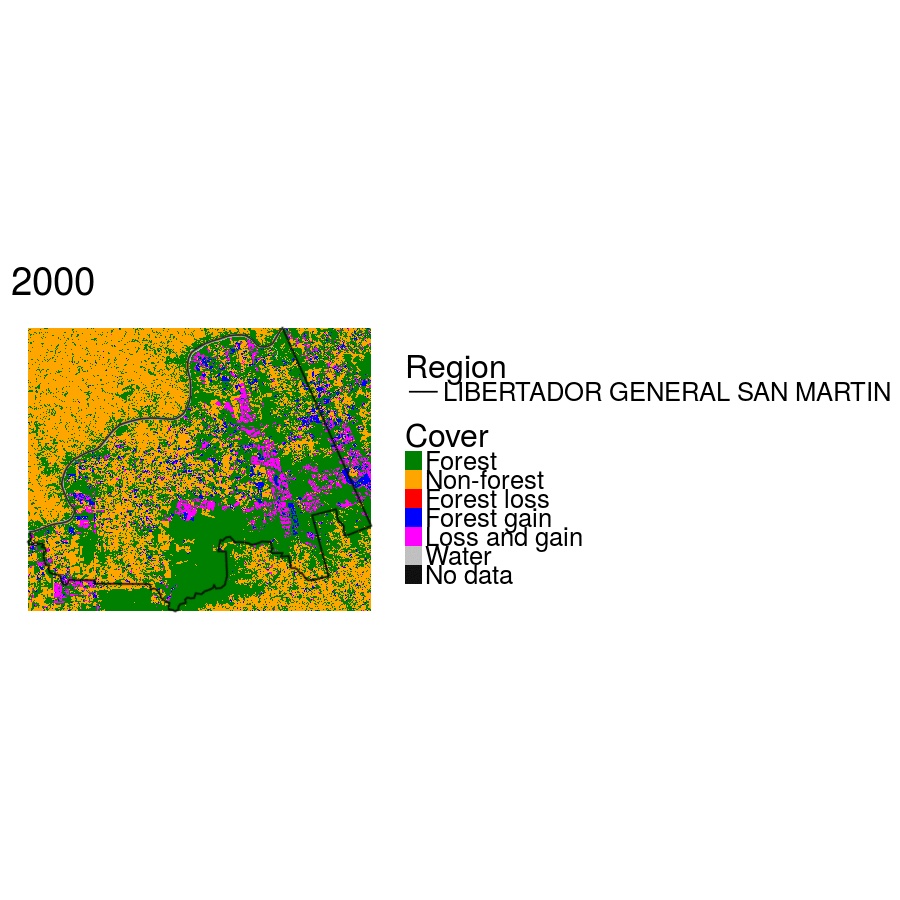 2000
Region
LIBERTADOR GENERAL SAN MARTIN
Cover
Forest
Non-forest
Forest loss
Forest gain
Loss and gain
Water
No data